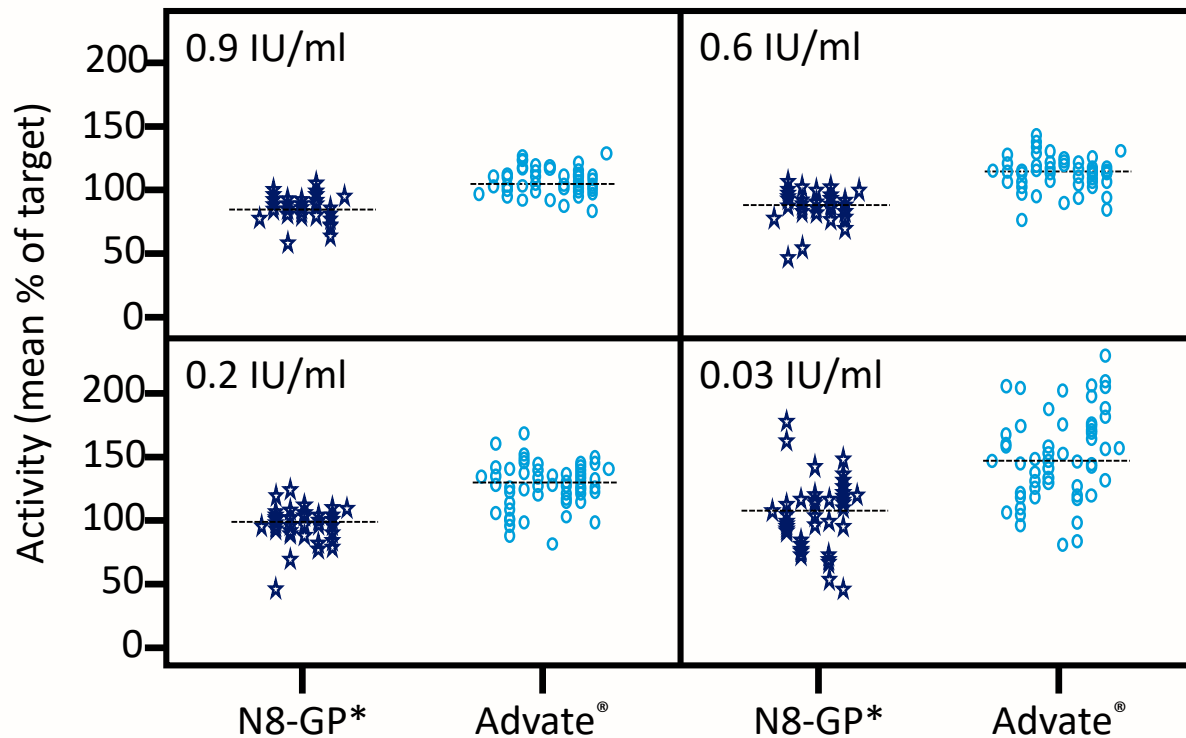 Activity (mean % of target)
0.9 IU/ml
0.6 IU/ml
200
150
100
50
0
0.2 IU/ml
0.03 IU/ml
200
150
100
50
0
N8-GP*
Advate®
N8-GP*
Advate®